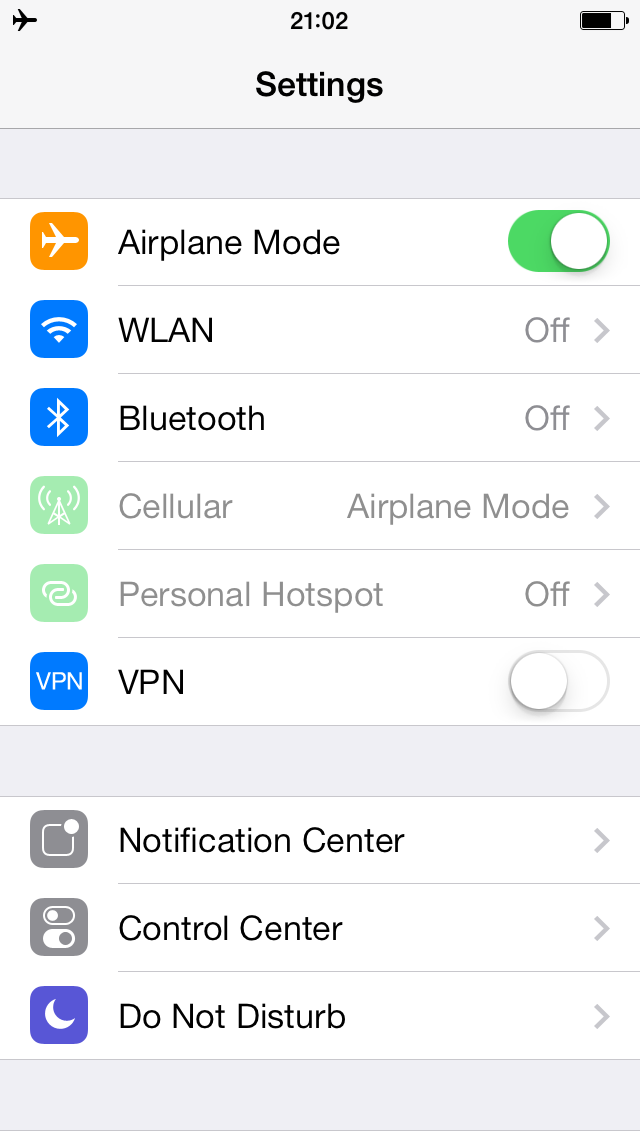 21:02
Settings
Airplane Mode
WLAN Off
Bluetooth Off
Cellular Airplane Mode
Personal Hotspot Off
VPN VPN
Notification Center
Control Center
Do Not Disturb